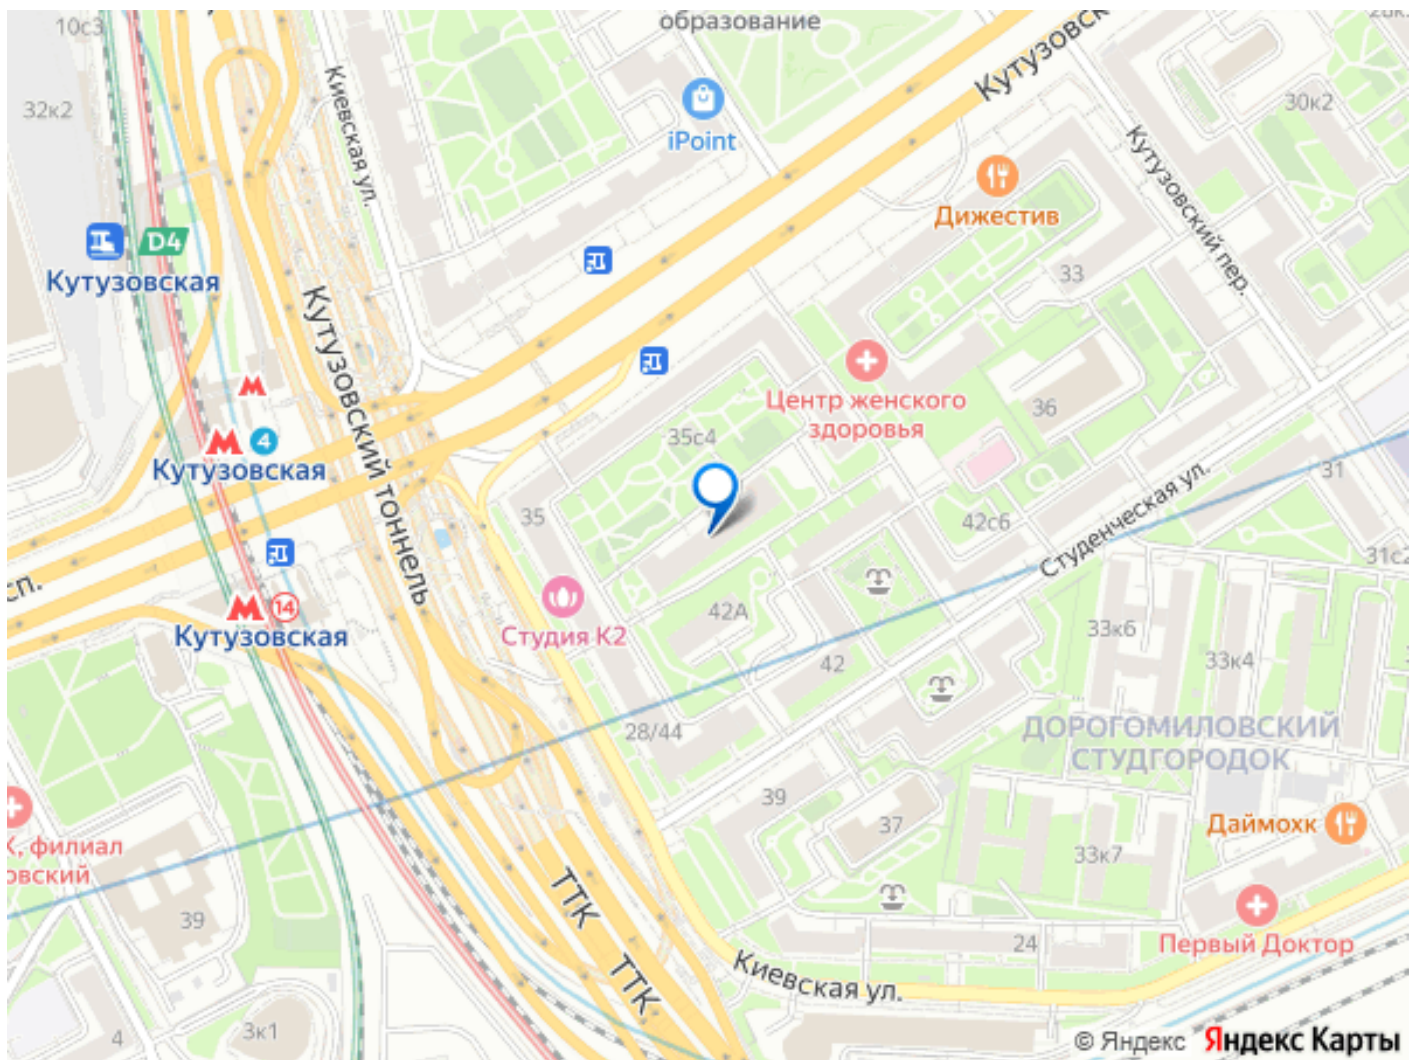 10с3
образование
Кутузовск
32к2
Киевская ул.
iPoint
30к2
Кутузовский пер.
Дижестив
D4
Кутузовская
33
Кутузовский тоннель
Центр женского
здоровья
36
35с4
4
Кутузовская
31
35
42с6
Студенческая ул.
31с2
сп.
14
Кутузовская
Студия К2
42А
42
33к6
33к4
28/44
ДОРОГОМИЛОВСКИЙ
СТУДГОРОДОК
39
37
Даймохк
33к7
К, филиал
овский
ТТК
39
Первый Доктор
24
ТТК
Киевская ул.
3к1
4
© Яндекс Яндекс Карты